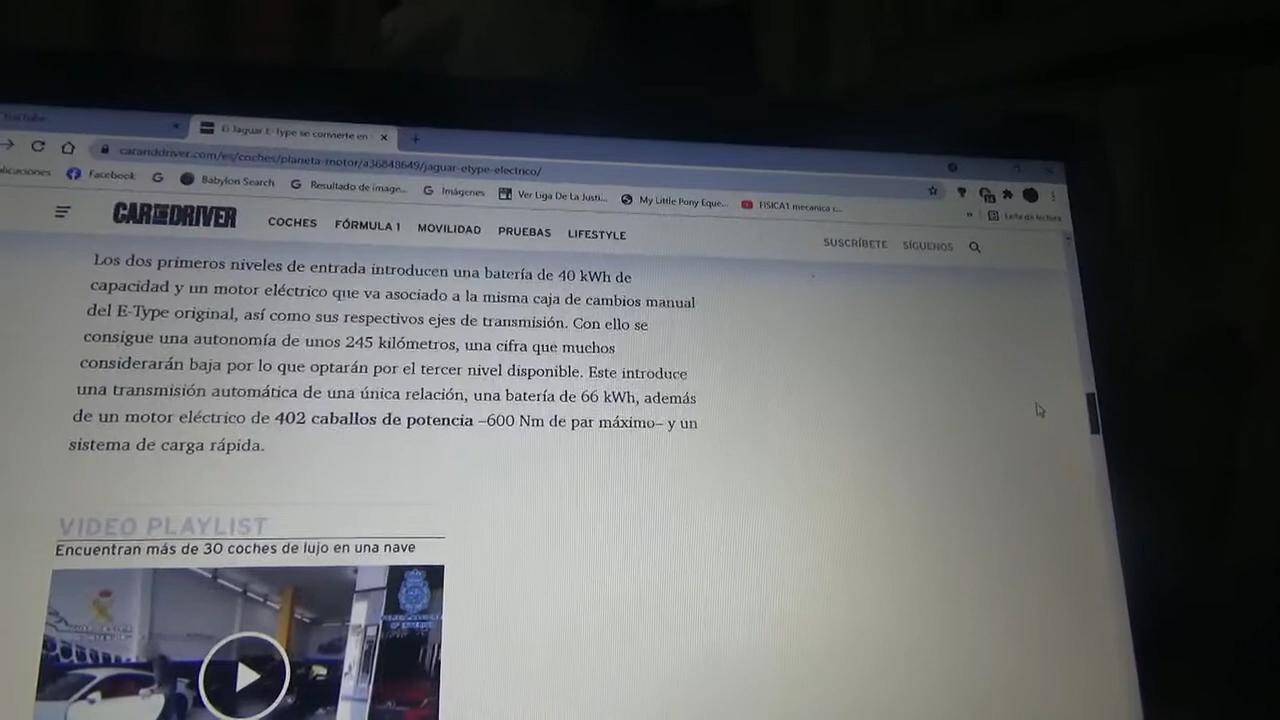 YouTube
El Jaguar E-Type se convierte en
caranddriver.com/es/coches/planeta-motor/a36848649/jaguar-etype-electrico/
licaciones Facebook Babylon Search Resultado de image... Imágenes Ver Liga De La Justi... My Little Pony Eque... FISICA1 mecanica c... » Lista de lectura
CAR AND DRIVER COCHES FÓRMULA 1 MOVILIDAD PRUEBAS LIFESTYLE SUSCRÍBETE SÍGUENOS
Los dos primeros niveles de entrada introducen una batería de 40 kWh de
capacidad y un motor eléctrico que va asociado a la misma caja de cambios manual
del E-Type original, así como sus respectivos ejes de transmisión. Con ello se
consigue una autonomía de unos 245 kilómetros, una cifra que muchos
considerarán baja por lo que optarán por el tercer nivel disponible. Este introduce
una transmisión automática de una única relación, una batería de 66 kWh, además
de un motor eléctrico de 402 caballos de potencia –600 Nm de par máximo– y un
sistema de carga rápida.
VIDEO PLAYLIST
Encuentran más de 30 coches de lujo en una nave